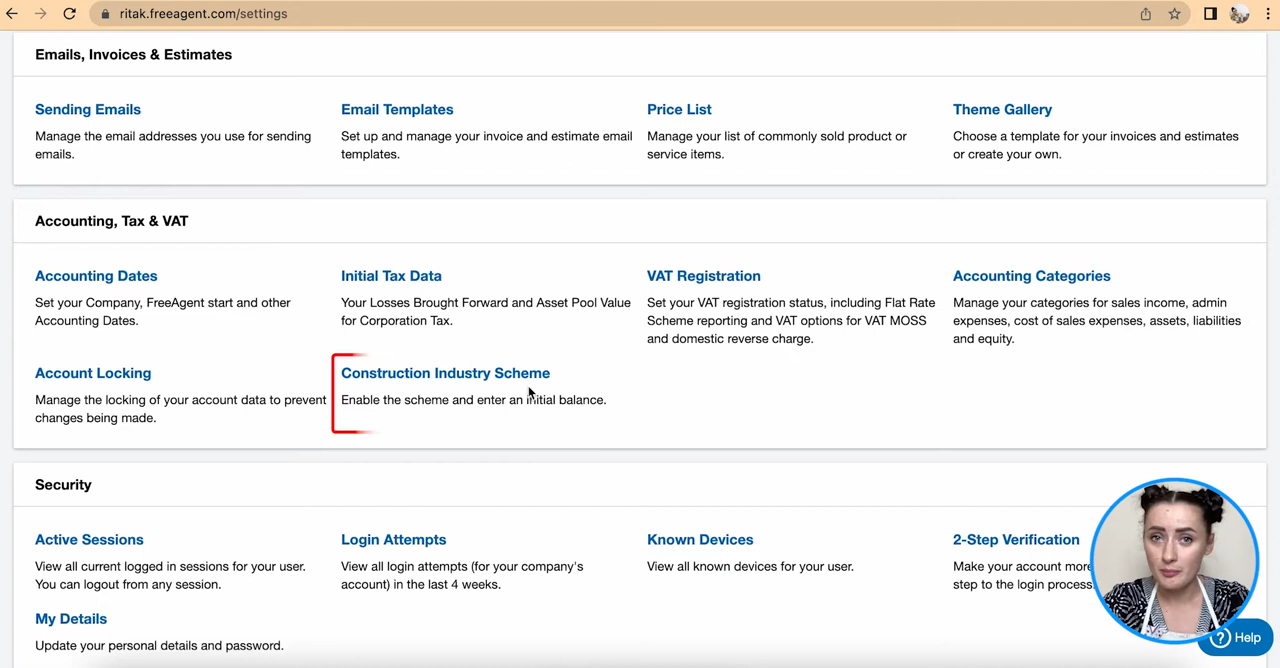 ritak.freeagent.com/settings
Emails, Invoices & Estimates
Sending Emails
Manage the email addresses you use for sending
emails.
Email Templates
Set up and manage your invoice and estimate email
templates.
Price List
Manage your list of commonly sold product or
service items.
Theme Gallery
Choose a template for your invoices and estimates
or create your own.
Accounting, Tax & VAT
Accounting Dates
Set your Company, FreeAgent start and other
Accounting Dates.
Initial Tax Data
Your Losses Brought Forward and Asset Pool Value
for Corporation Tax.
VAT Registration
Set your VAT registration status, including Flat Rate
Scheme reporting and VAT options for VAT MOSS
and domestic reverse charge.
Accounting Categories
Manage your categories for sales income, admin
expenses, cost of sales expenses, assets, liabilities
and equity.
Account Locking
Manage the locking of your account data to prevent
changes being made.
Construction Industry Scheme
Enable the scheme and enter an initial balance.
Security
Active Sessions
View all current logged in sessions for your user.
You can logout from any session.
Login Attempts
View all login attempts (for your company's
account) in the last 4 weeks.
Known Devices
View all known devices for your user.
2-Step Verification
Make your account more
step to the login process.
My Details
Update your personal details and password.
Help